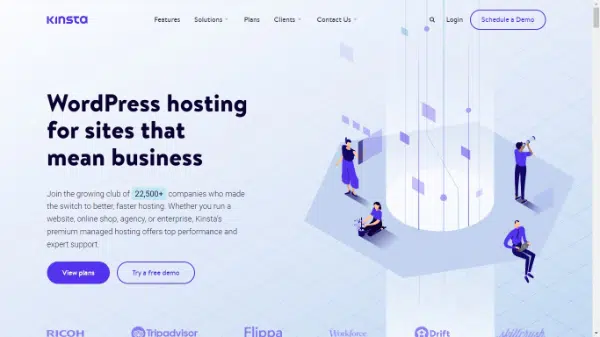 KINSTA
Features
Solutions
Plans
Clients
Contact Us
Login
Schedule a Demo
WordPress hosting
for sites that
mean business
Join the growing club of 22,500+ companies who made
the switch to better, faster hosting. Whether you run a
website, online shop, agency, or enterprise, Kinsta's
premium managed hosting offers top performance and
expert support.
View plans
Try a free demo
RICOH
Tripadvisor
Flippa
Workforce
Drift